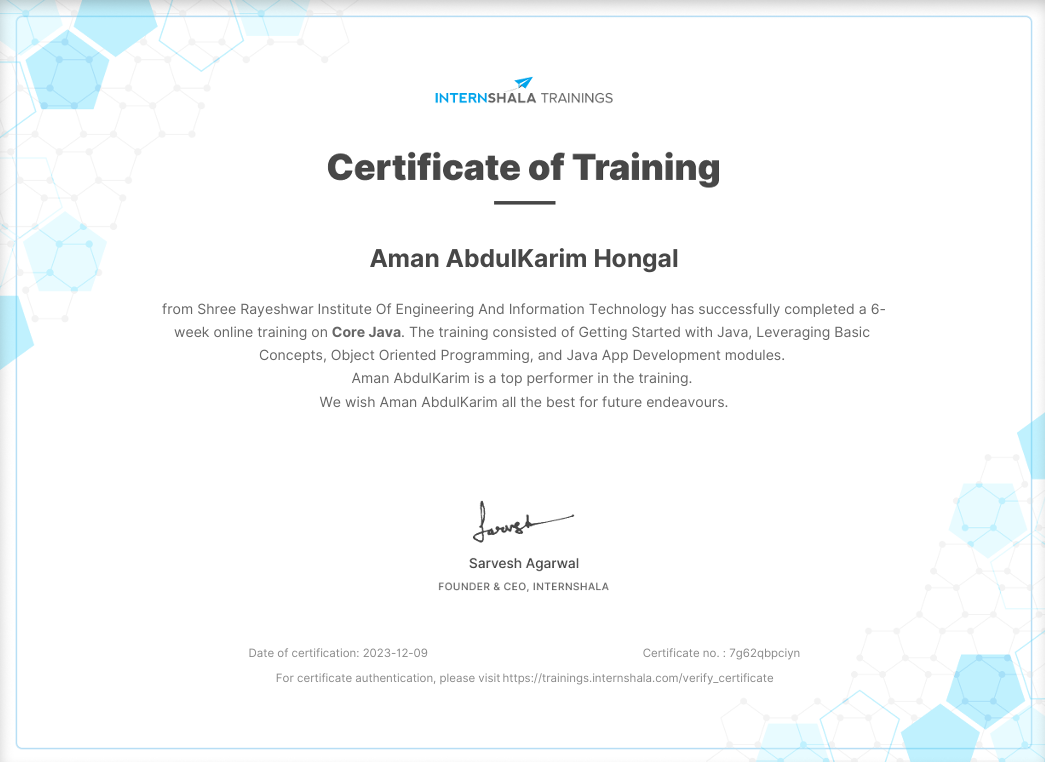 INTERNSHALA TRAININGS
Certificate of Training
Aman AbdulKarim Hongal
from Shree Rayeshwar Institute Of Engineering And Information Technology has successfully completed a 6-
week online training on Core Java. The training consisted of Getting Started with Java, Leveraging Basic
Concepts, Object Oriented Programming, and Java App Development modules.
Aman AbdulKarim is a top performer in the training.
We wish Aman AbdulKarim all the best for future endeavours.
Sarvesh
Sarvesh Agarwal
FOUNDER & CEO, INTERNSHALA
Date of certification: 2023-12-09
Certificate no. : 7g62qbpciyn
For certificate authentication, please visit https://trainings.internshala.com/verify_certificate